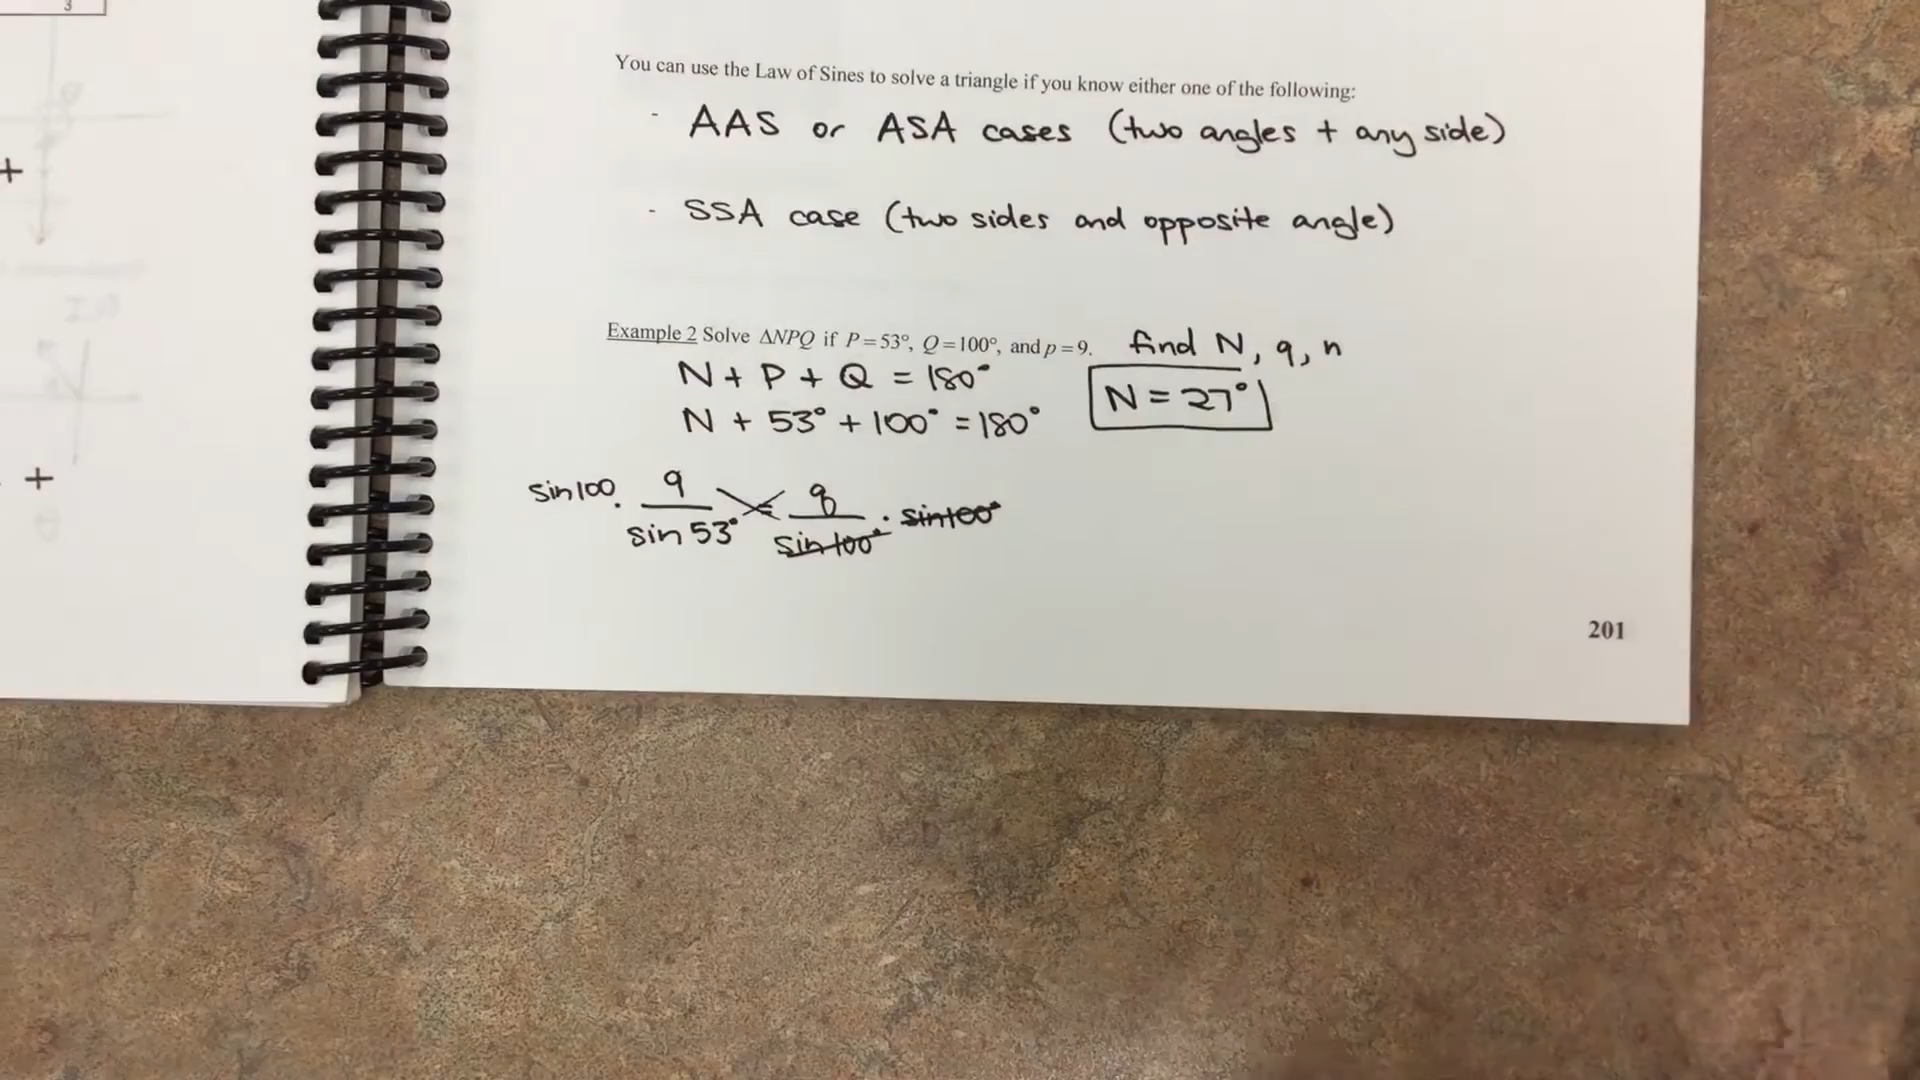 3
You can use the Law of Sines to solve a triangle if you know either one of the following:
- AAS or ASA cases (two angles + any side)
- SSA case (two sides and opposite angle)
Example 2 Solve ΔNPQ if P = 53°, Q = 100°, and p = 9. find N, q, n
N + P + Q = 180°
N + 53° + 100° = 180°
N = 27°
sin100 · 9/sin 53° = q/sin100° · sin100°
201
+
+